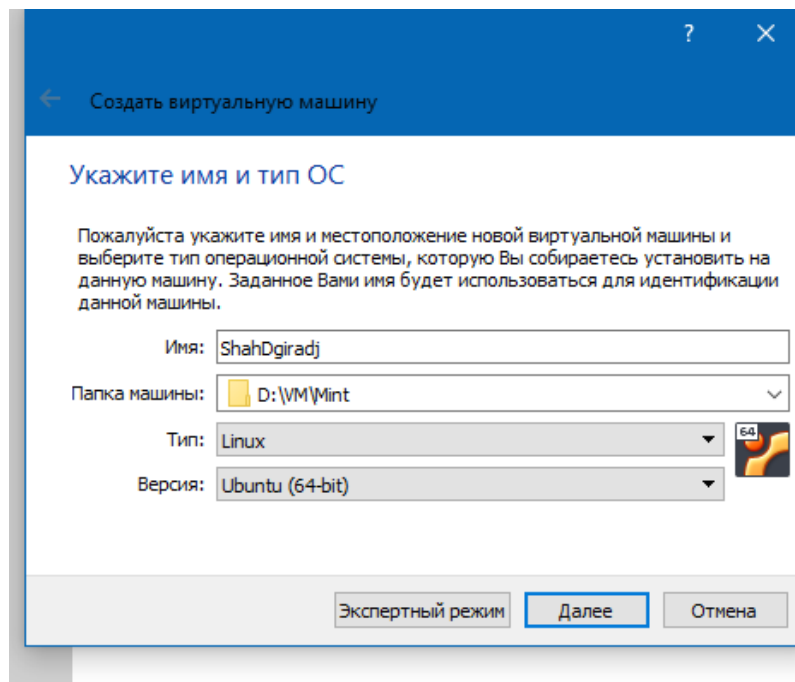 ?
Создать виртуальную машину
Укажите имя и тип ОС
Пожалуйста укажите имя и местоположение новой виртуальной машины и
выберите тип операционной системы, которую Вы собираетесь установить на
данную машину. Заданное Вами имя будет использоваться для идентификации
данной машины.
Имя: ShahDgiradj
Папка машины: D:\VM\Mint
Тип: Linux
64
Версия: Ubuntu (64-bit)
Экспертный режим Далее Отмена